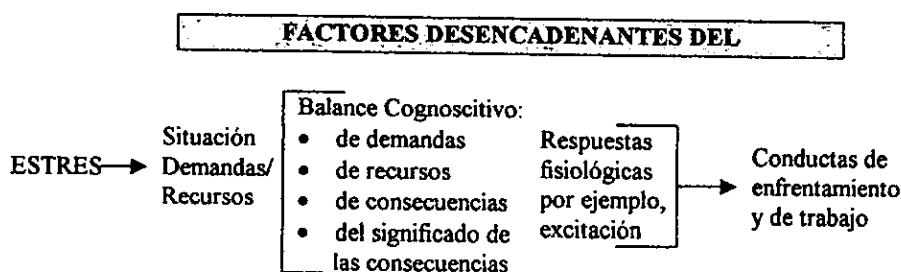 FACTORES DESENCADENANTES DEL
ESTRES
Situación
Demandas/
Recursos
Balance Cognoscitivo:
• de demandas
• de recursos
• de consecuencias
• del significado de
las consecuencias
Respuestas
fisiológicas
por ejemplo,
excitación
Conductas de
enfrentamiento
y de trabajo